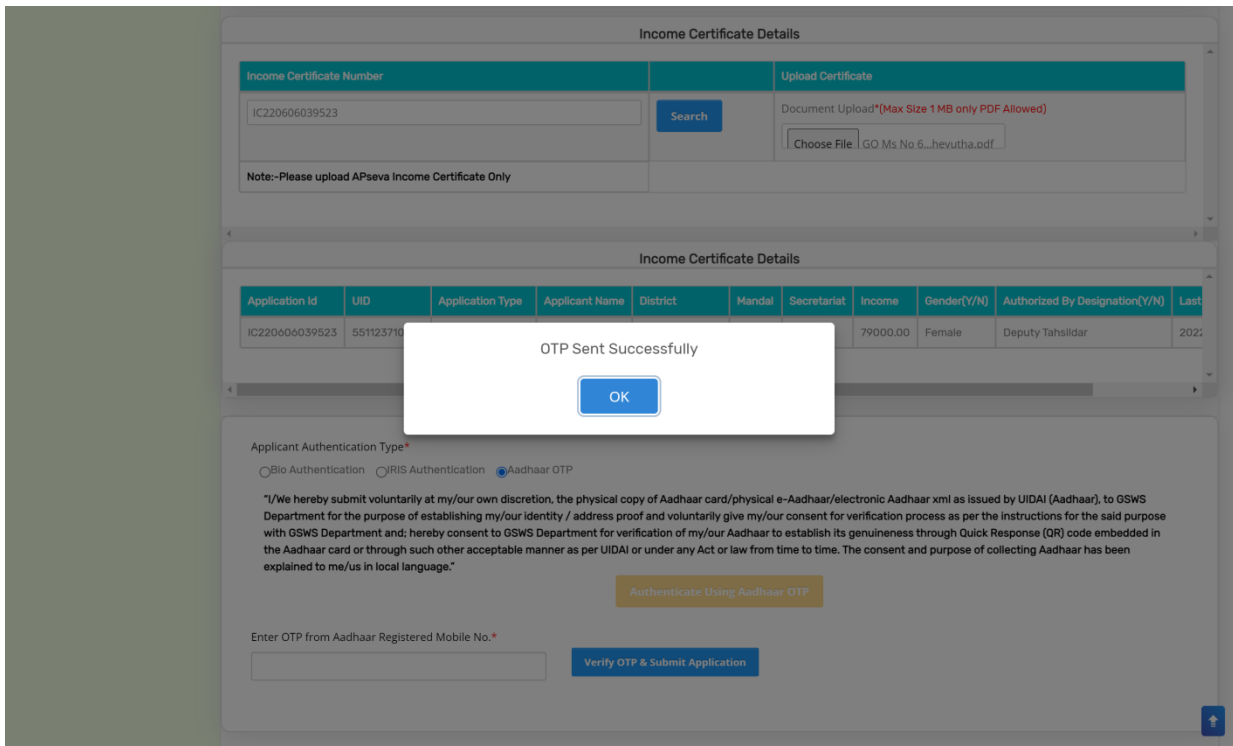 Income Certificate Details
Income Certificate Number
Upload Certificate
IC220606039523
Search
Document Upload*(Max Size 1 MB only PDF Allowed)
Choose File GO Ms No 6...hevutha.pdf
Note:-Please upload APseva Income Certificate Only
Income Certificate Details
Application Id UID Application Type Applicant Name District Mandal Secretariat Income Gender(Y/N) Authorized By Designation(Y/N) Last
IC220606039523 551123710 79000.00 Female Deputy Tahsildar 2022
OTP Sent Successfully
OK
Applicant Authentication Type*
Bio Authentication IRIS Authentication Aadhaar OTP
"I/We hereby submit voluntarily at my/our own discretion, the physical copy of Aadhaar card/physical e-Aadhaar/electronic Aadhaar xml as issued by UIDAI (Aadhaar), to GSWS
Department for the purpose of establishing my/our identity / address proof and voluntarily give my/our consent for verification process as per the instructions for the said purpose
with GSWS Department and; hereby consent to GSWS Department for verification of my/our Aadhaar to establish its genuineness through Quick Response (QR) code embedded in
the Aadhaar card or through such other acceptable manner as per UIDAI or under any Act or law from time to time. The consent and purpose of collecting Aadhaar has been
explained to me/us in local language."
Authenticate Using Aadhaar OTP
Enter OTP from Aadhaar Registered Mobile No.*
Verify OTP & Submit Application